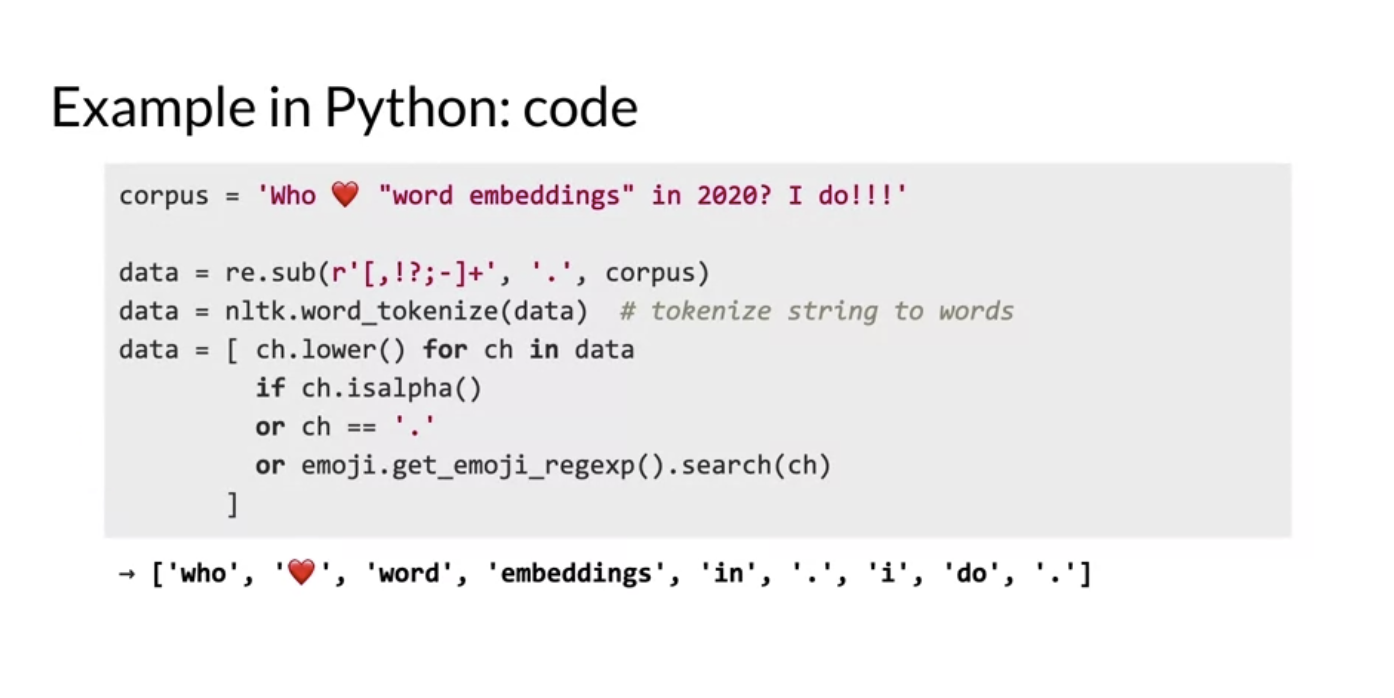 Example in Python: code
corpus = 'Who ❤️ "word embeddings" in 2020? I do!!!'
data = re.sub(r'[,!?;-]+', '.', corpus)
data = nltk.word_tokenize(data)  # tokenize string to words
data = [ ch.lower() for ch in data
         if ch.isalpha()
         or ch == '.'
         or emoji.get_emoji_regexp().search(ch)
       ]
→ ['who', '❤️', 'word', 'embeddings', 'in', '.', 'i', 'do', '.']